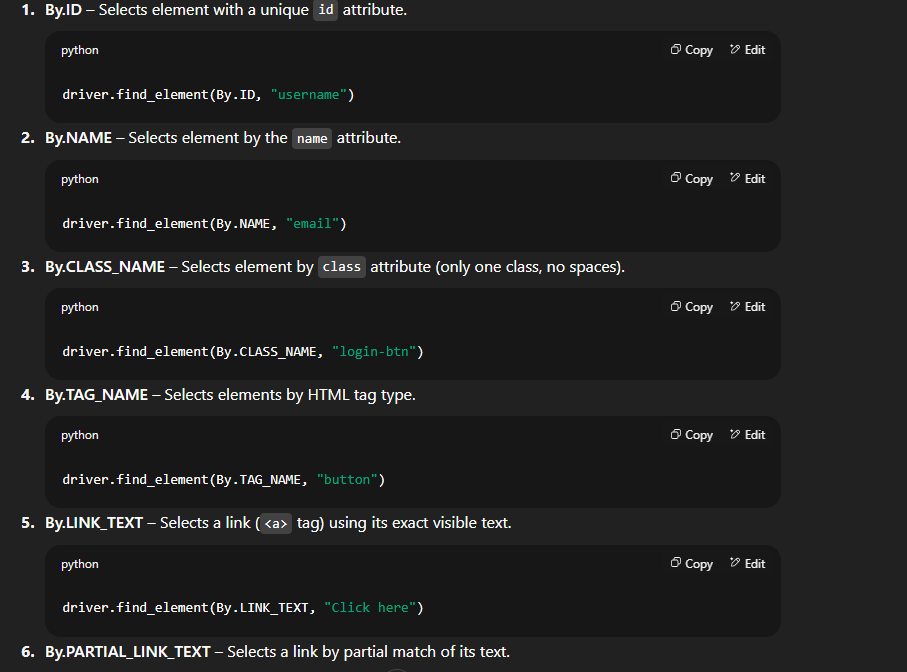 1. By.ID – Selects element with a unique id attribute.
python Copy Edit
driver.find_element(By.ID, "username")
2. By.NAME – Selects element by the name attribute.
python Copy Edit
driver.find_element(By.NAME, "email")
3. By.CLASS_NAME – Selects element by class attribute (only one class, no spaces).
python Copy Edit
driver.find_element(By.CLASS_NAME, "login-btn")
4. By.TAG_NAME – Selects elements by HTML tag type.
python Copy Edit
driver.find_element(By.TAG_NAME, "button")
5. By.LINK_TEXT – Selects a link (<a> tag) using its exact visible text.
python Copy Edit
driver.find_element(By.LINK_TEXT, "Click here")
6. By.PARTIAL_LINK_TEXT – Selects a link by partial match of its text.